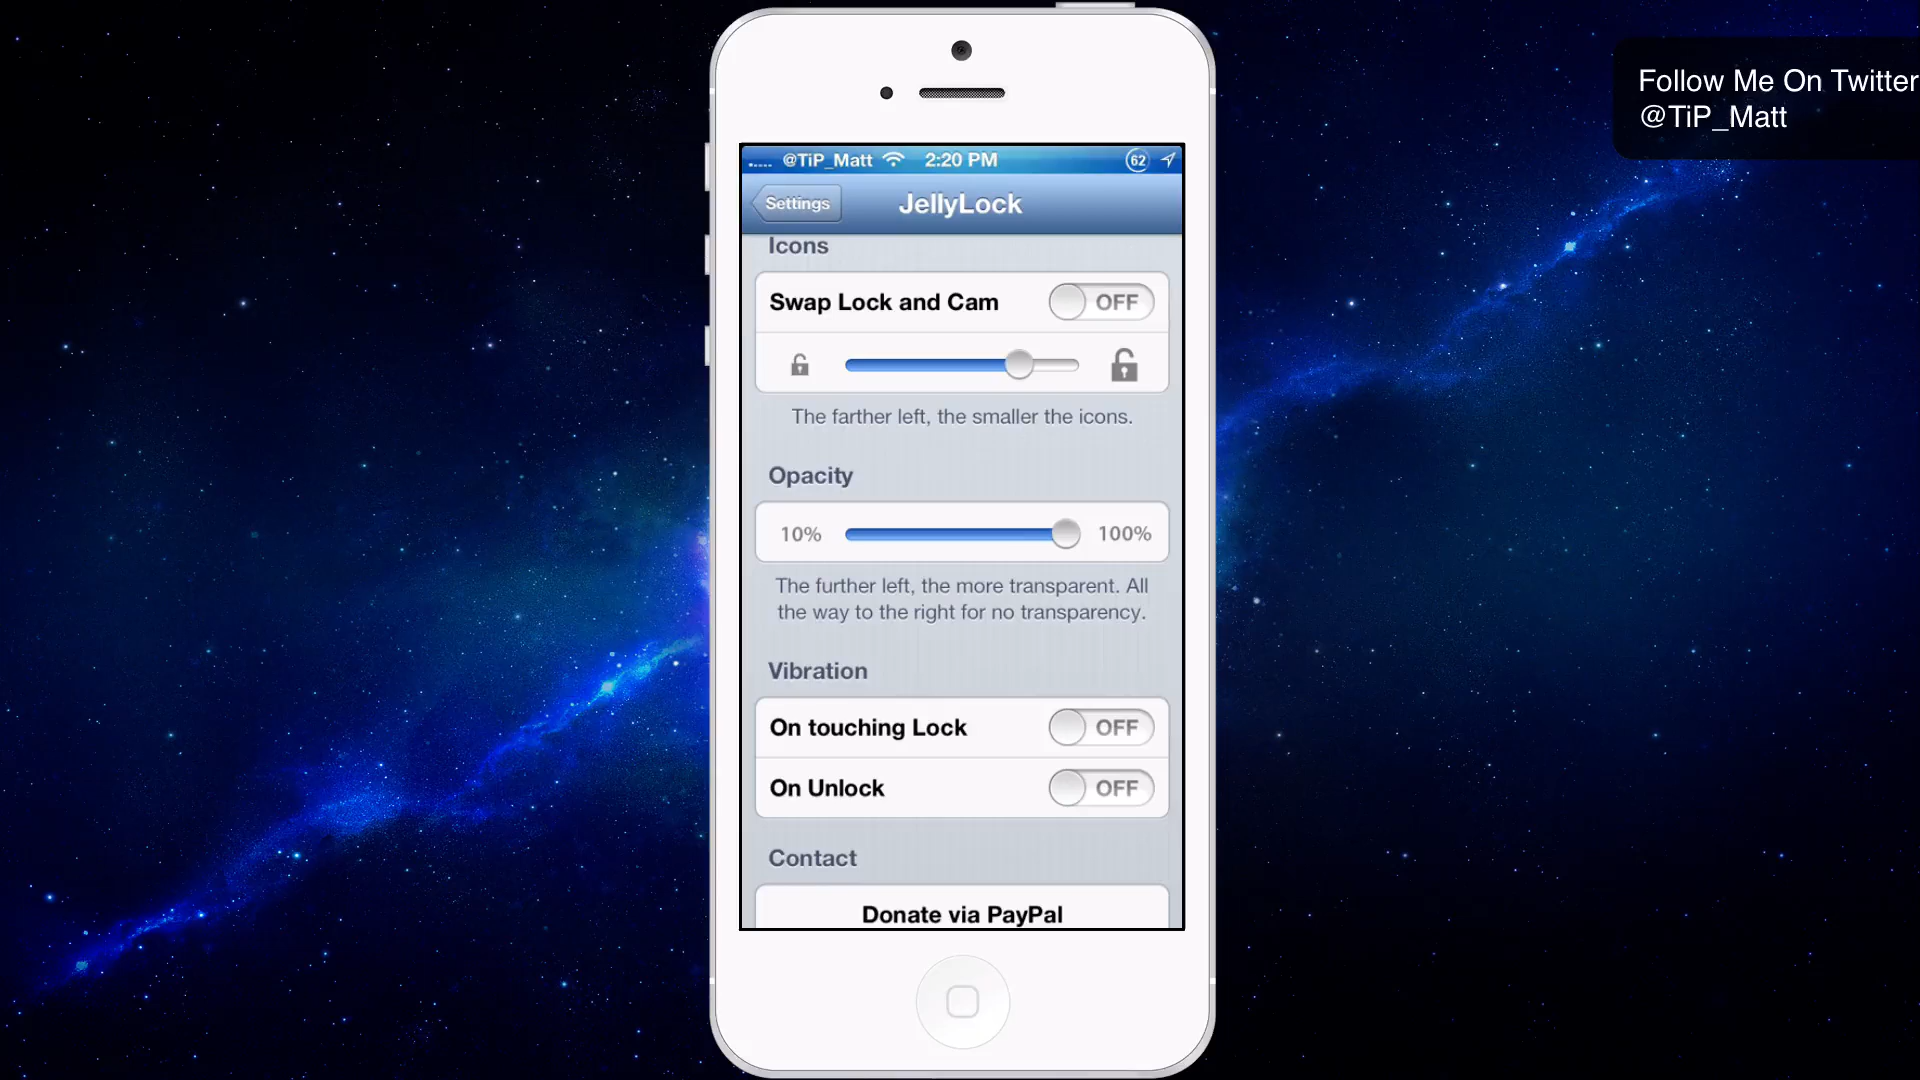 Follow Me On Twitter
@TiP_Matt
@TiP_Matt 2:20 PM 62
Settings JellyLock
Icons
Swap Lock and Cam OFF
The farther left, the smaller the icons.
Opacity
10% 100%
The further left, the more transparent. All
the way to the right for no transparency.
Vibration
On touching Lock OFF
On Unlock OFF
Contact
Donate via PayPal